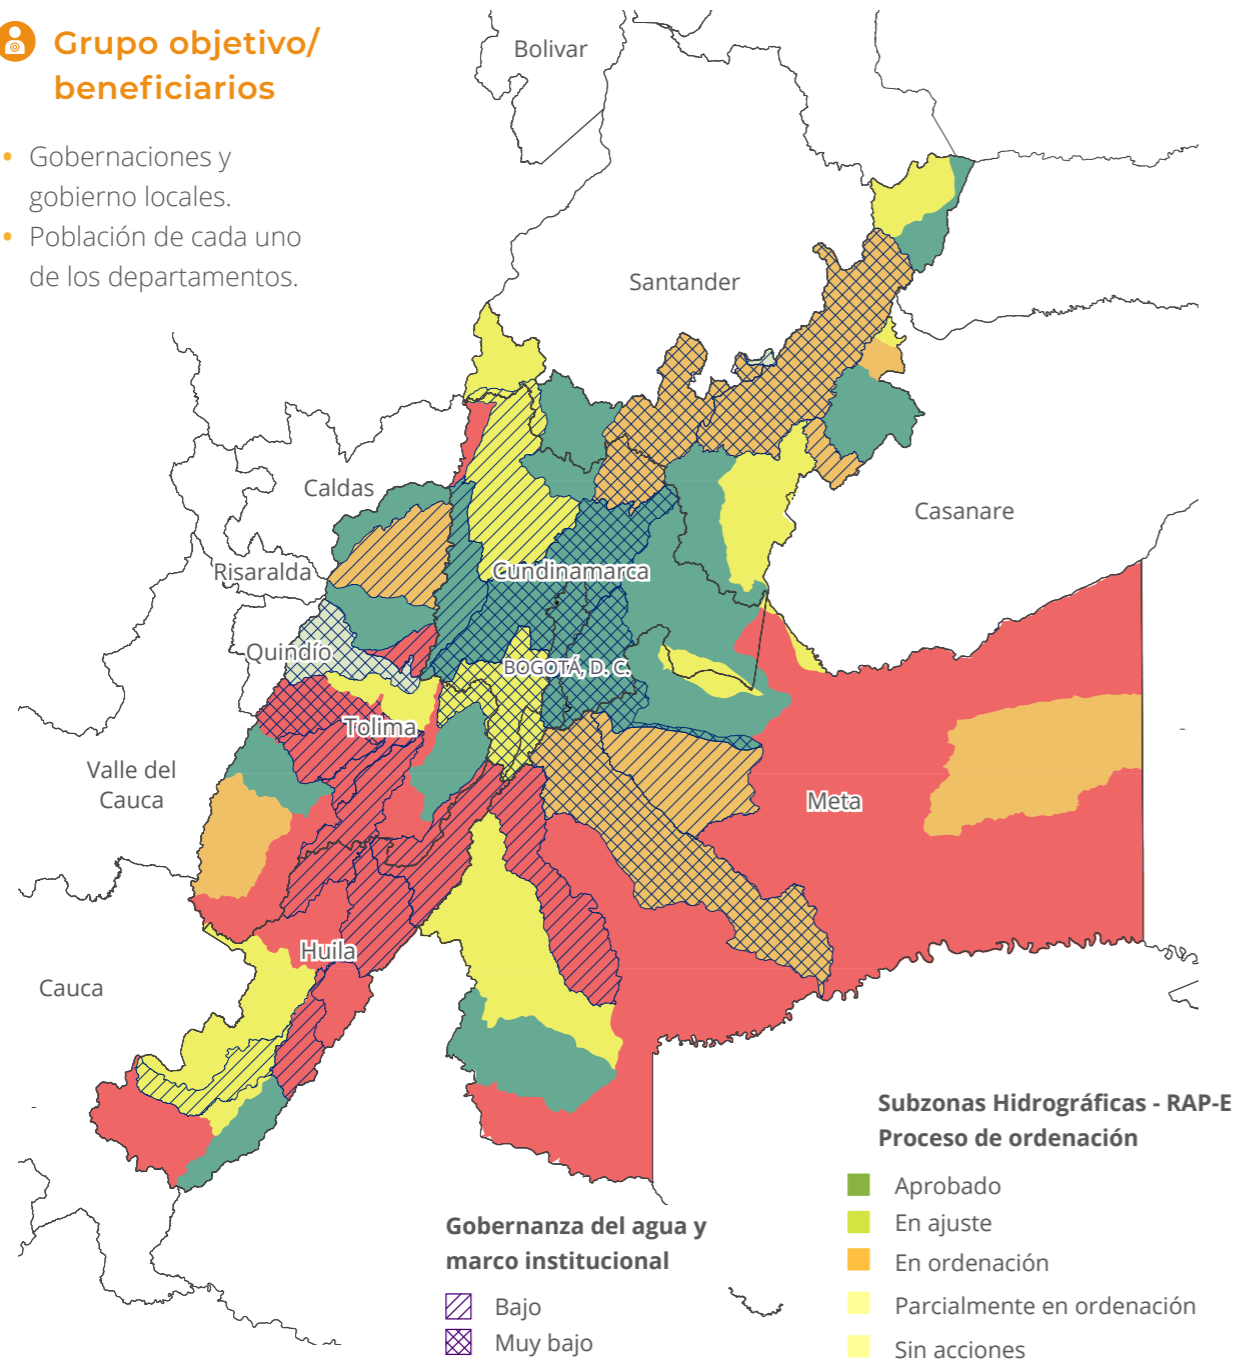 Grupo objetivo/
beneficiarios
• Gobernaciones y
gobierno locales.
• Población de cada uno
de los departamentos.
Bolivar
Santander
Caldas
Casanare
Risaralda
Cundinamarca
Quindío
BOGOTÁ, D. C.
Tolima
Valle del
Cauca
Meta
Huila
Cauca
Subzonas Hidrográficas - RAP-E
Proceso de ordenación
Aprobado
En ajuste
En ordenación
Parcialmente en ordenación
Sin acciones
Gobernanza del agua y
marco institucional
Bajo
Muy bajo